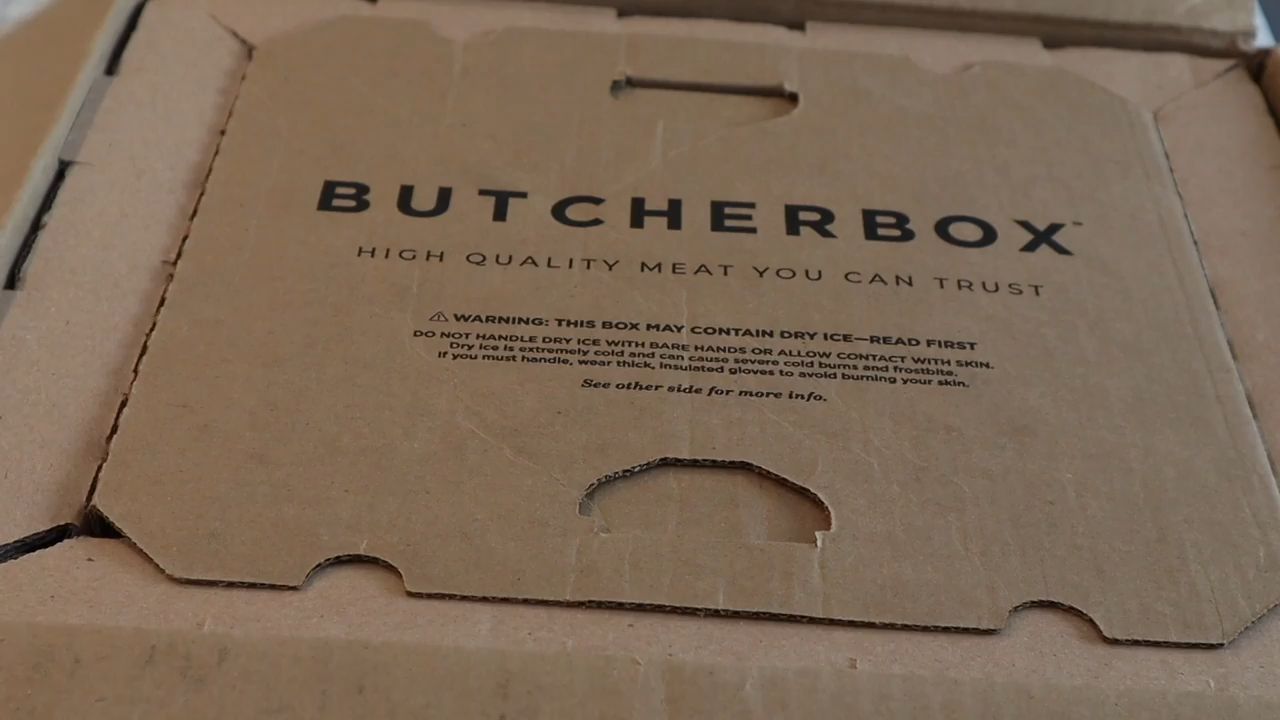 BUTCHERBOX™
HIGH QUALITY MEAT YOU CAN TRUST
⚠ WARNING: THIS BOX MAY CONTAIN DRY ICE—READ FIRST
DO NOT HANDLE DRY ICE WITH BARE HANDS OR ALLOW CONTACT WITH SKIN.
Dry ice is extremely cold and can cause severe cold burns and frostbite.
If you must handle, wear thick, insulated gloves to avoid burning your skin.
See other side for more info.